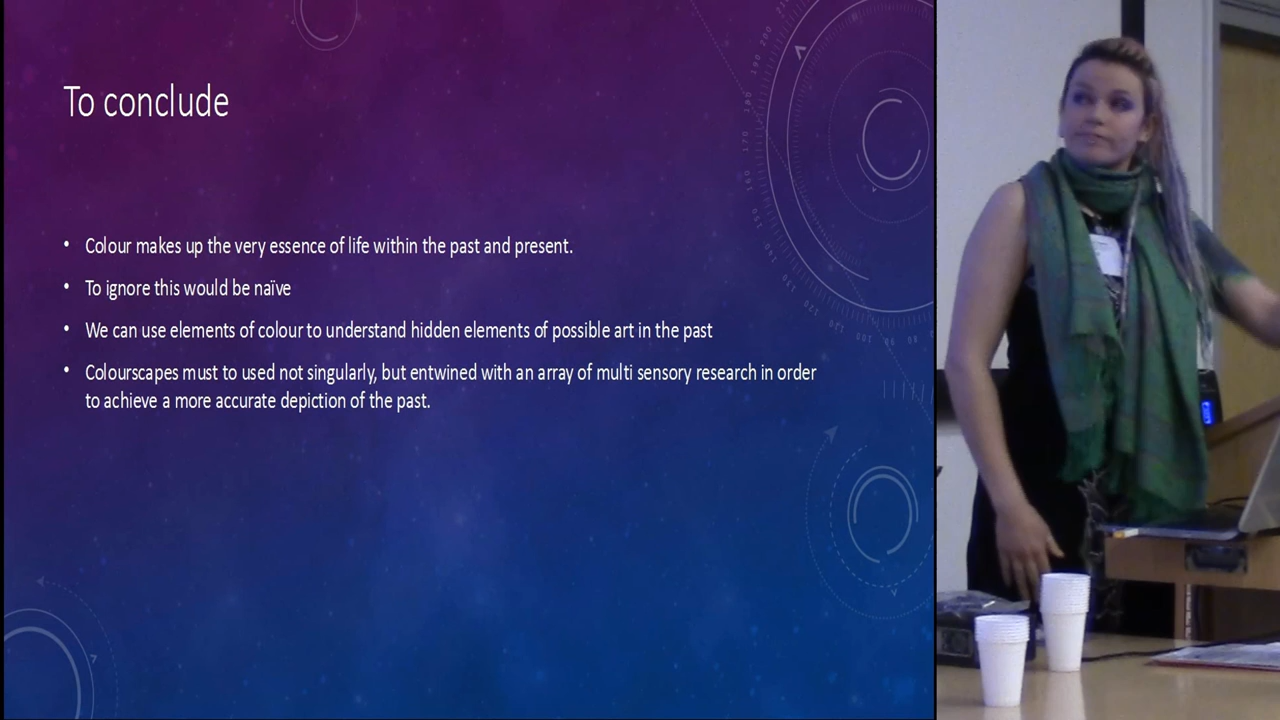 To conclude
• Colour makes up the very essence of life within the past and present.
• To ignore this would be naïve
• We can use elements of colour to understand hidden elements of possible art in the past
• Colourscapes must to used not singularly, but entwined with an array of multi sensory research in order
to achieve a more accurate depiction of the past.